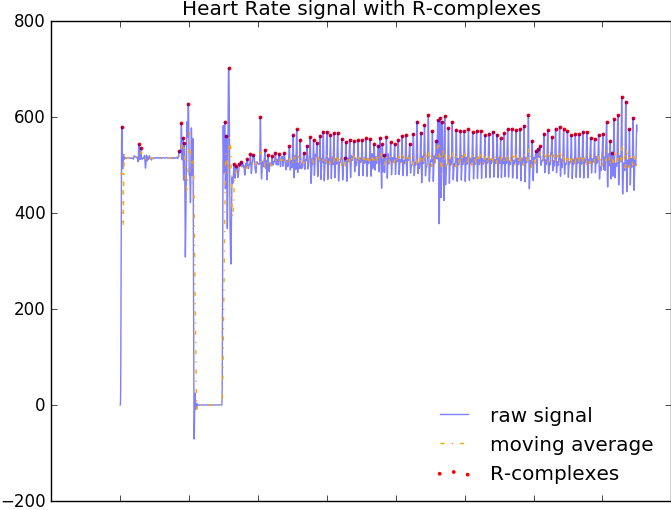 Heart Rate signal with R-complexes
800
600
400
200
0
−200
raw signal
moving average
R-complexes